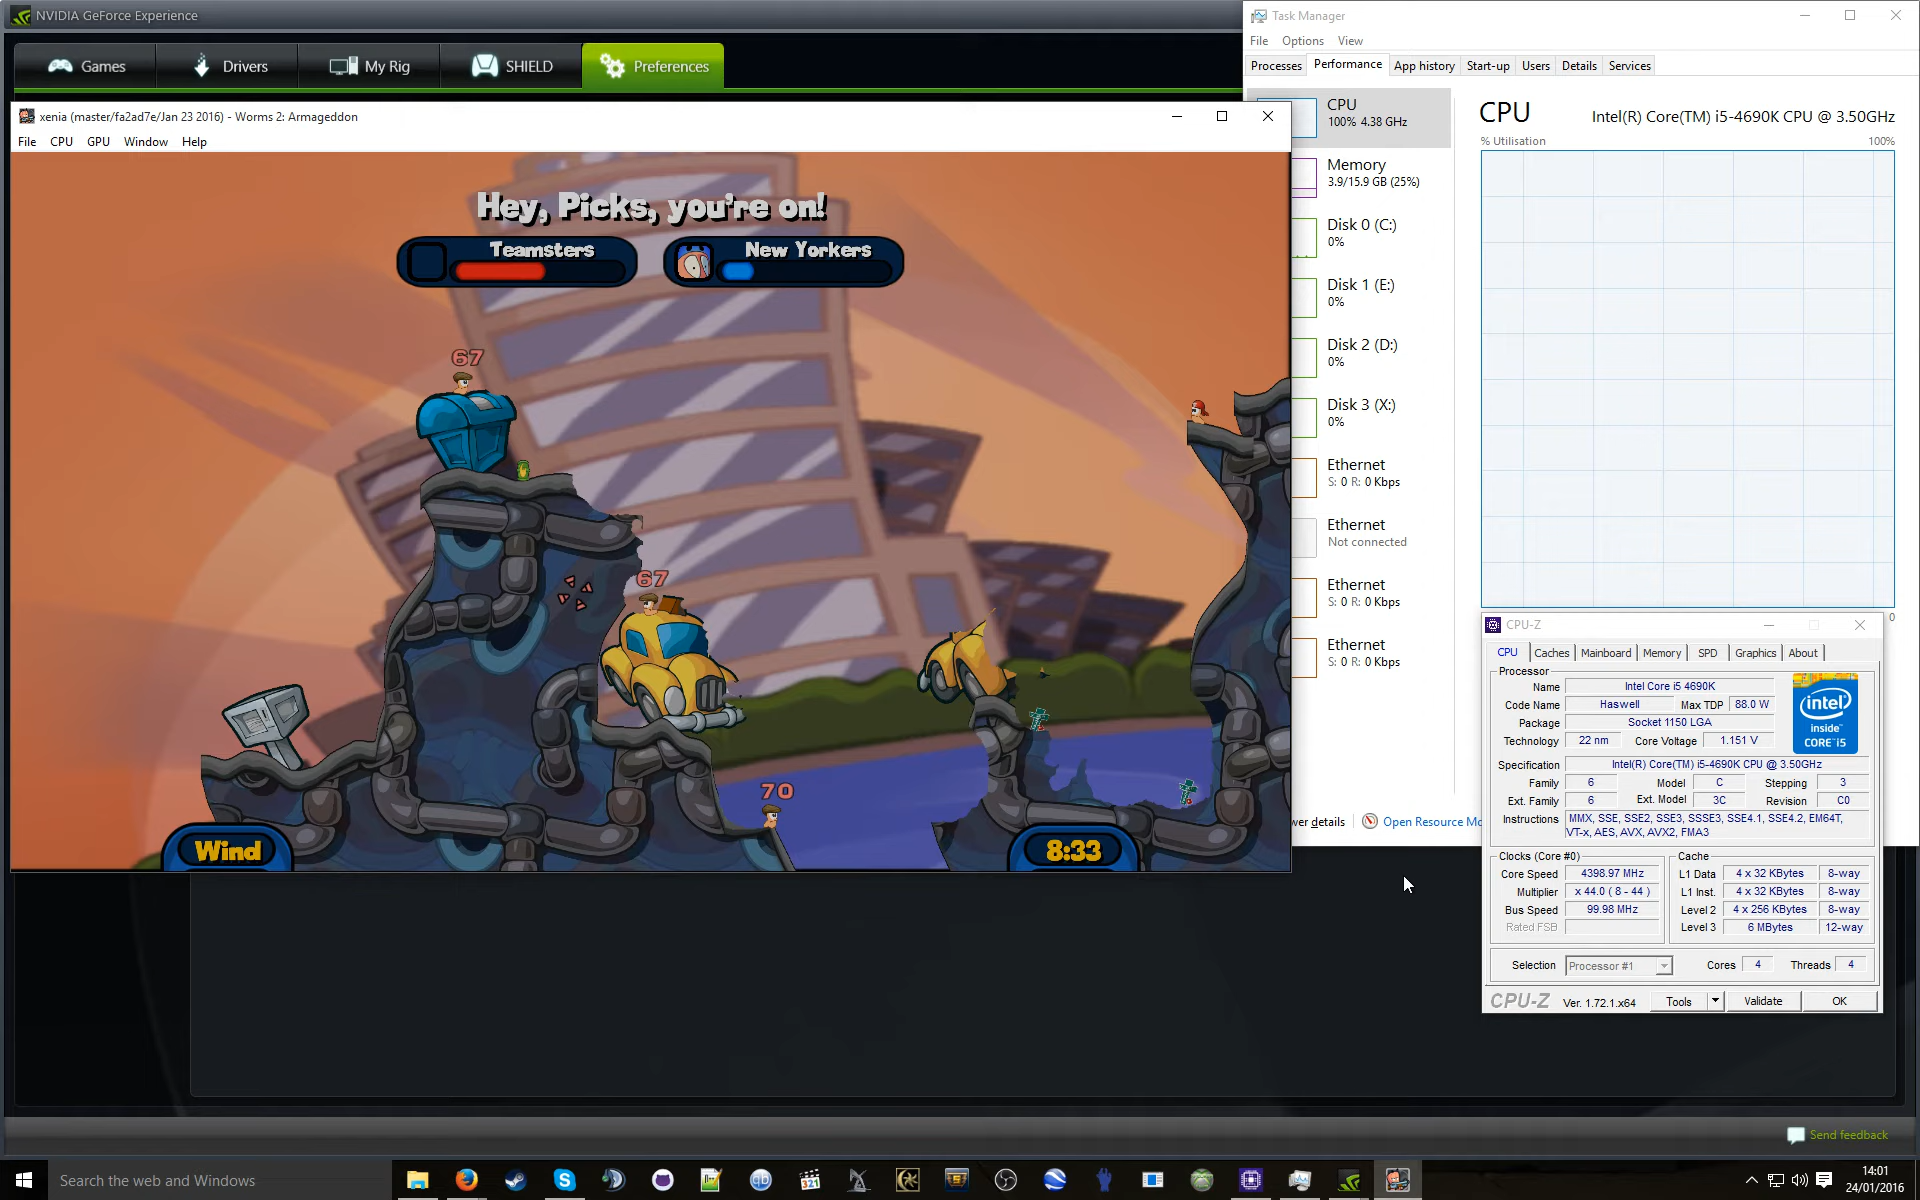 NVIDIA GeForce Experience
Games
Drivers
My Rig
SHIELD
Preferences
xenia (master/fa2ad7e/Jan 23 2016) - Worms 2: Armageddon
File CPU GPU Window Help
Hey, Picks, you're on!
Teamsters
New Yorkers
67
67
70
Wind
8:33
Task Manager
File Options View
Processes Performance App history Start-up Users Details Services
CPU
100% 4.38 GHz
Memory
3.9/15.9 GB (25%)
Disk 0 (C:)
0%
Disk 1 (E:)
0%
Disk 2 (D:)
0%
Disk 3 (X:)
0%
Ethernet
S: 0 R: 0 Kbps
Ethernet
Not connected
Ethernet
S: 0 R: 0 Kbps
Ethernet
S: 0 R: 0 Kbps
CPU
Intel(R) Core(TM) i5-4690K CPU @ 3.50GHz
% Utilisation 100%
0
details
Open Resource
CPU-Z
CPU Caches Mainboard Memory SPD Graphics About
Processor
Name Intel Core i5 4690K
Code Name Haswell Max TDP 88.0 W
Package Socket 1150 LGA
Technology 22 nm Core Voltage 1.151 V
intel
inside™
CORE™i5
Specification Intel(R) Core(TM) i5-4690K CPU @ 3.50GHz
Family 6 Model C Stepping 3
Ext. Family 6 Ext. Model 3C Revision C0
Instructions MMX, SSE, SSE2, SSE3, SSSE3, SSE4.1, SSE4.2, EM64T,
VT-x, AES, AVX, AVX2, FMA3
Clocks (Core #0)
Core Speed 4398.97 MHz
Multiplier x 44.0 ( 8 - 44 )
Bus Speed 99.98 MHz
Rated FSB
Cache
L1 Data 4 x 32 KBytes 8-way
L1 Inst. 4 x 32 KBytes 8-way
Level 2 4 x 256 KBytes 8-way
Level 3 6 MBytes 12-way
Selection Processor #1 Cores 4 Threads 4
CPU-Z Ver. 1.72.1.x64 Tools Validate OK
Send feedback
Search the web and Windows
321
14:01
24/01/2016